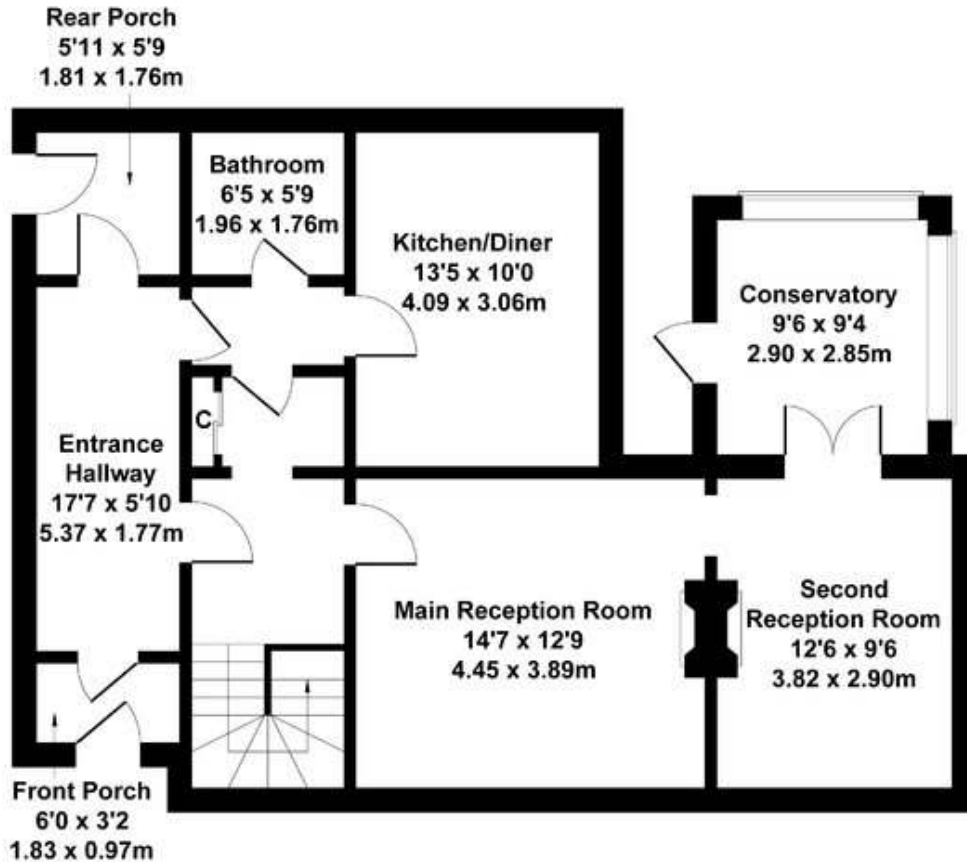 Rear Porch
5'11 x 5'9
1.81 x 1.76m
Bathroom
6'5 x 5'9
1.96 x 1.76m
Kitchen/Diner
13'5 x 10'0
4.09 x 3.06m
Conservatory
9'6 x 9'4
2.90 x 2.85m
C
Entrance
Hallway
17'7 x 5'10
5.37 x 1.77m
Main Reception Room
14'7 x 12'9
4.45 x 3.89m
Second
Reception Room
12'6 x 9'6
3.82 x 2.90m
Front Porch
6'0 x 3'2
1.83 x 0.97m